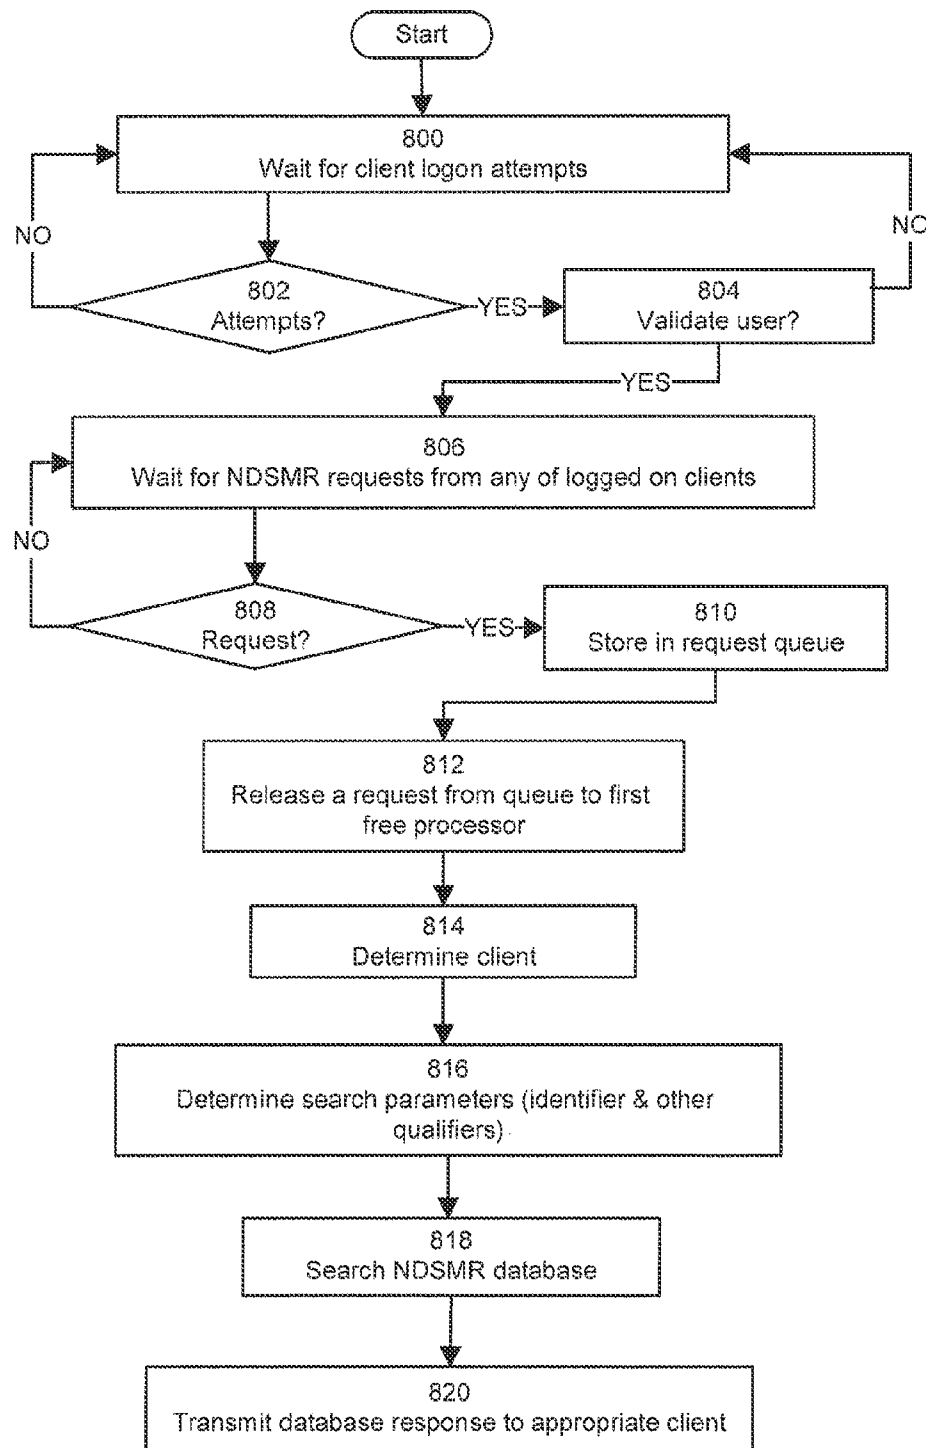 Start
800
Wait for client logon attempts
NO
NO
802
Attempts?
YES
804
Validate user?
YES
806
Wait for NDSMR requests from any of logged on clients
NO
808
Request?
YES
810
Store in request queue
812
Release a request from queue to first
free processor
814
Determine client
816
Determine search parameters (identifier & other
qualifiers)
818
Search NDSMR database
820
Transmit database response to appropriate client